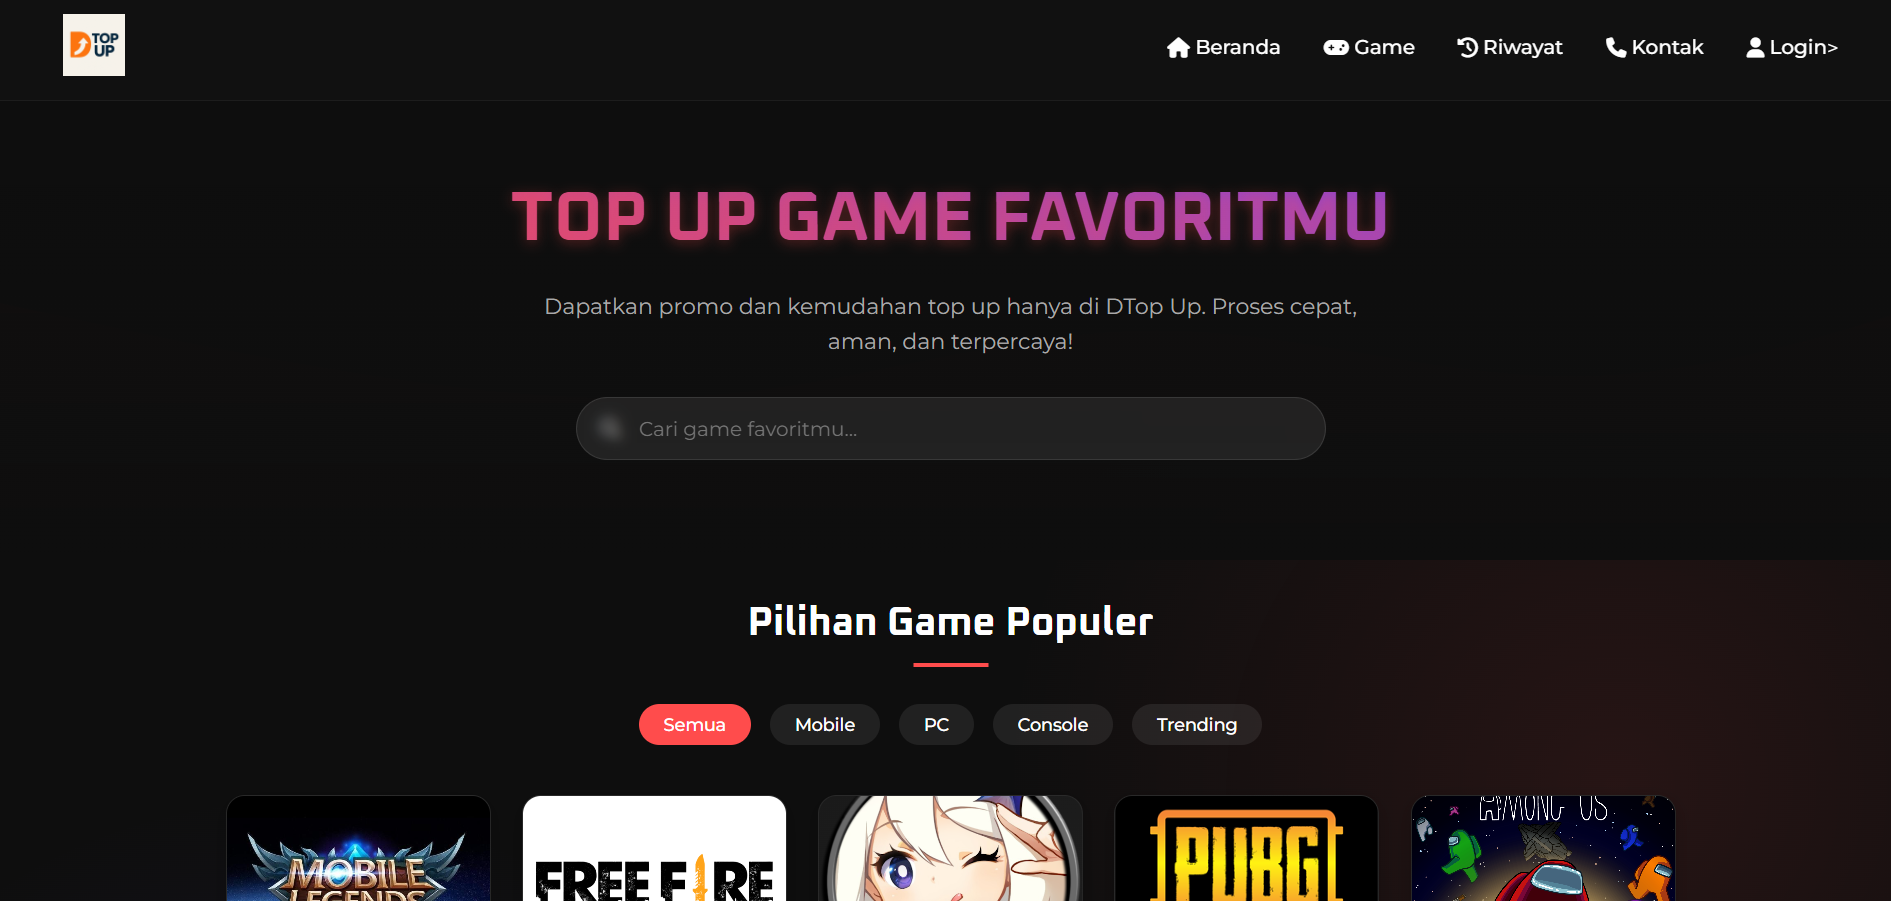 TOP
UP
Beranda
Game
Riwayat
Kontak
Login>
TOP UP GAME FAVORITMU
Dapatkan promo dan kemudahan top up hanya di DTop Up. Proses cepat,
aman, dan terpercaya!
Cari game favoritmu...
Pilihan Game Populer
Semua
Mobile
PC
Console
Trending
MOBILE
LEGENDS
FREE FIRE
PUBG
AMONG US